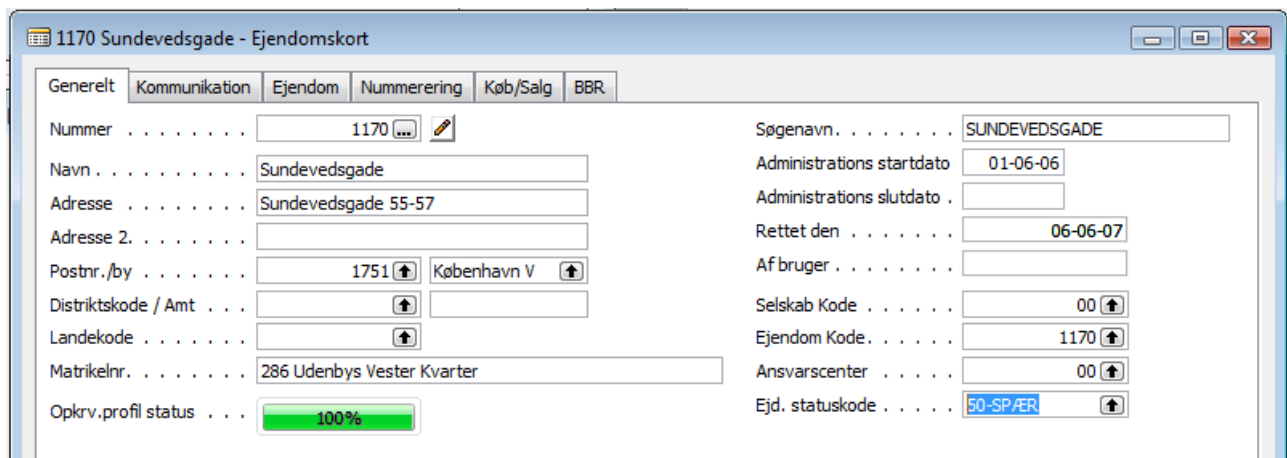 1170 Sundevedsgade - Ejendomskort
Generelt Kommunikation Ejendom Nummerering Køb/Salg BBR
Nummer . . . . . . . . 1170
Navn . . . . . . . . . . Sundevedsgade
Adresse . . . . . . . . Sundevedsgade 55-57
Adresse 2. . . . . . . .
Postnr./by . . . . . . . 1751 København V
Distriktskode / Amt . . .
Landekode . . . . . . .
Matrikelnr. . . . . . . . 286 Udenbys Vester Kvarter
Opkrv.profil status . . . 100%
Søgenavn. . . . . . . . SUNDEVEDSGADE
Administrations startdato 01-06-06
Administrations slutdato .
Rettet den . . . . . . . 06-06-07
Af bruger . . . . . . . .
Selskab Kode . . . . . . 00
Ejendom Kode. . . . . . 1170
Ansvarscenter . . . . . 00
Ejd. statuskode . . . . . 50-SPÆR